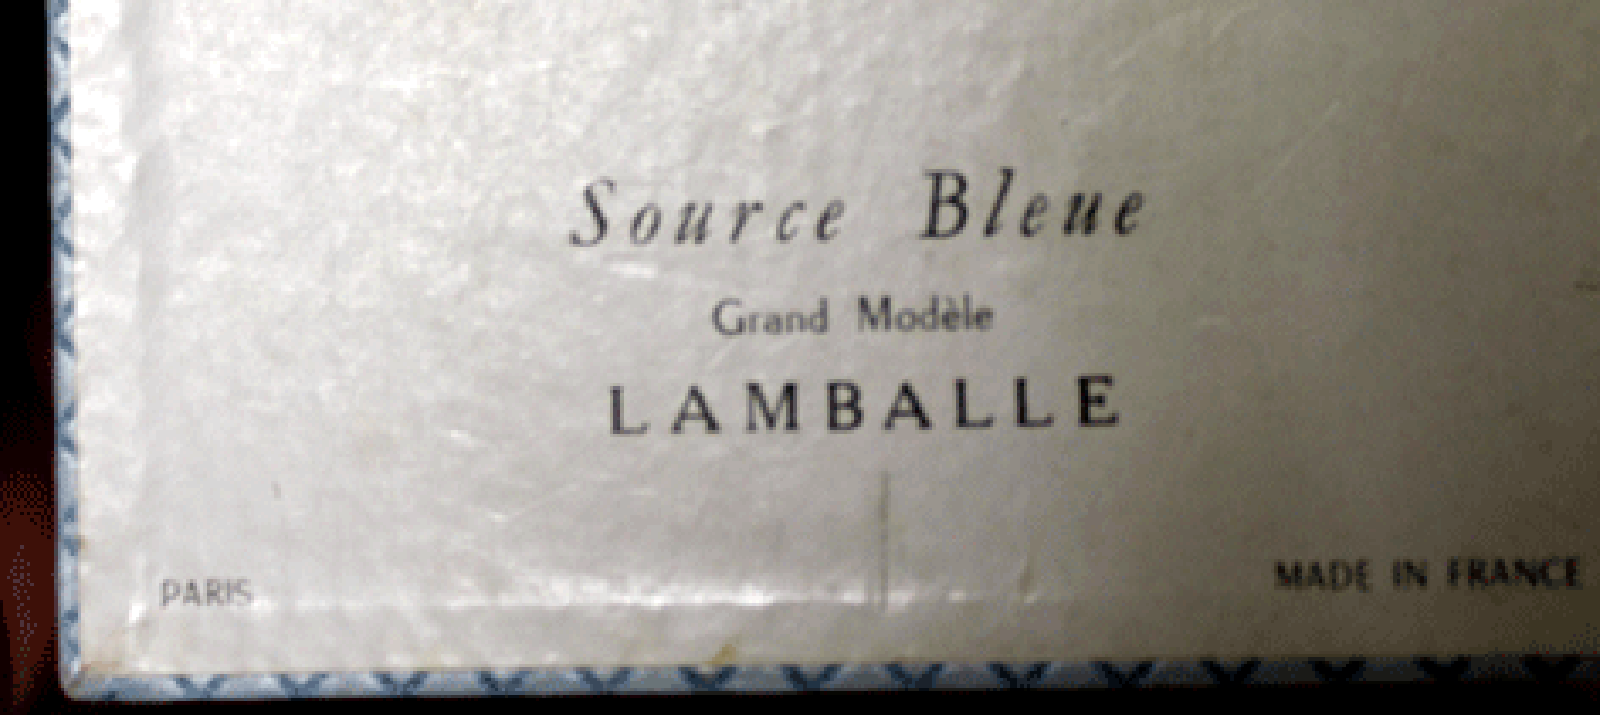 Source Bleue
Grand Modèle
LAMBALLE
PARIS
MADE IN FRANCE